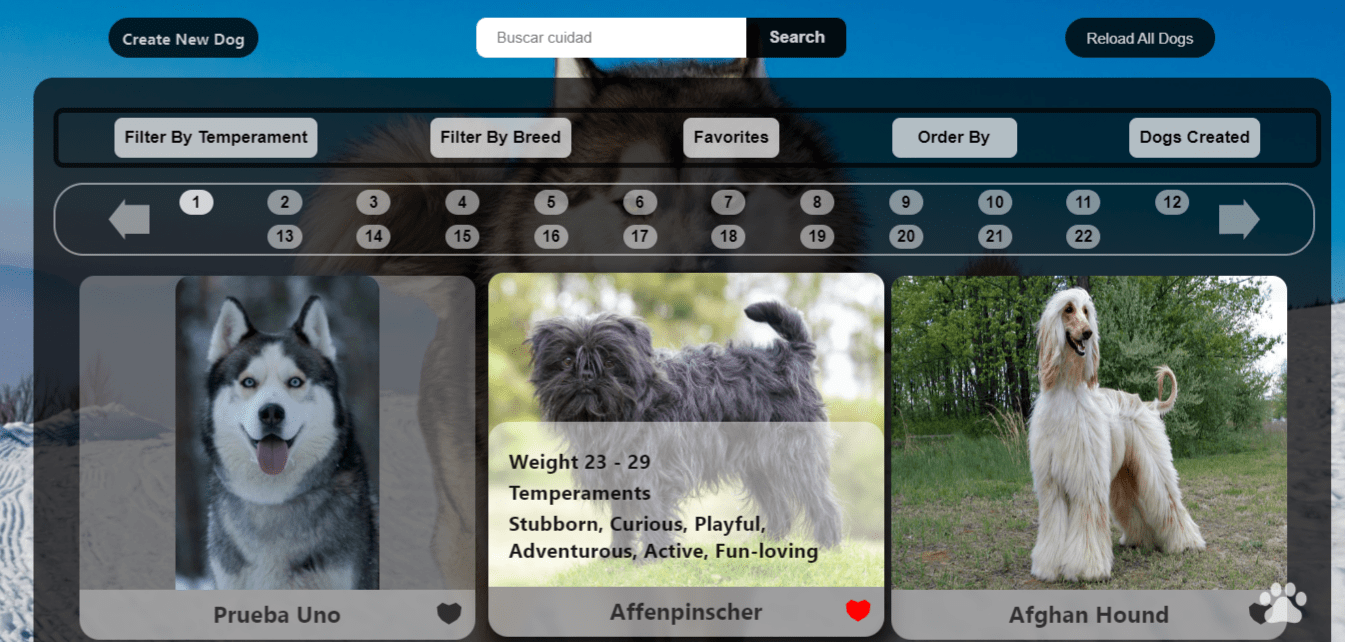 Create New Dog
Buscar cuidad
Search
Reload All Dogs
Filter By Temperament
Filter By Breed
Favorites
Order By
Dogs Created
1 2 3 4 5 6 7 8 9 10 11 12
13 14 15 16 17 18 19 20 21 22
Weight 23 - 29
Temperaments
Stubborn, Curious, Playful,
Adventurous, Active, Fun-loving
Prueba Uno
Affenpinscher
Afghan Hound